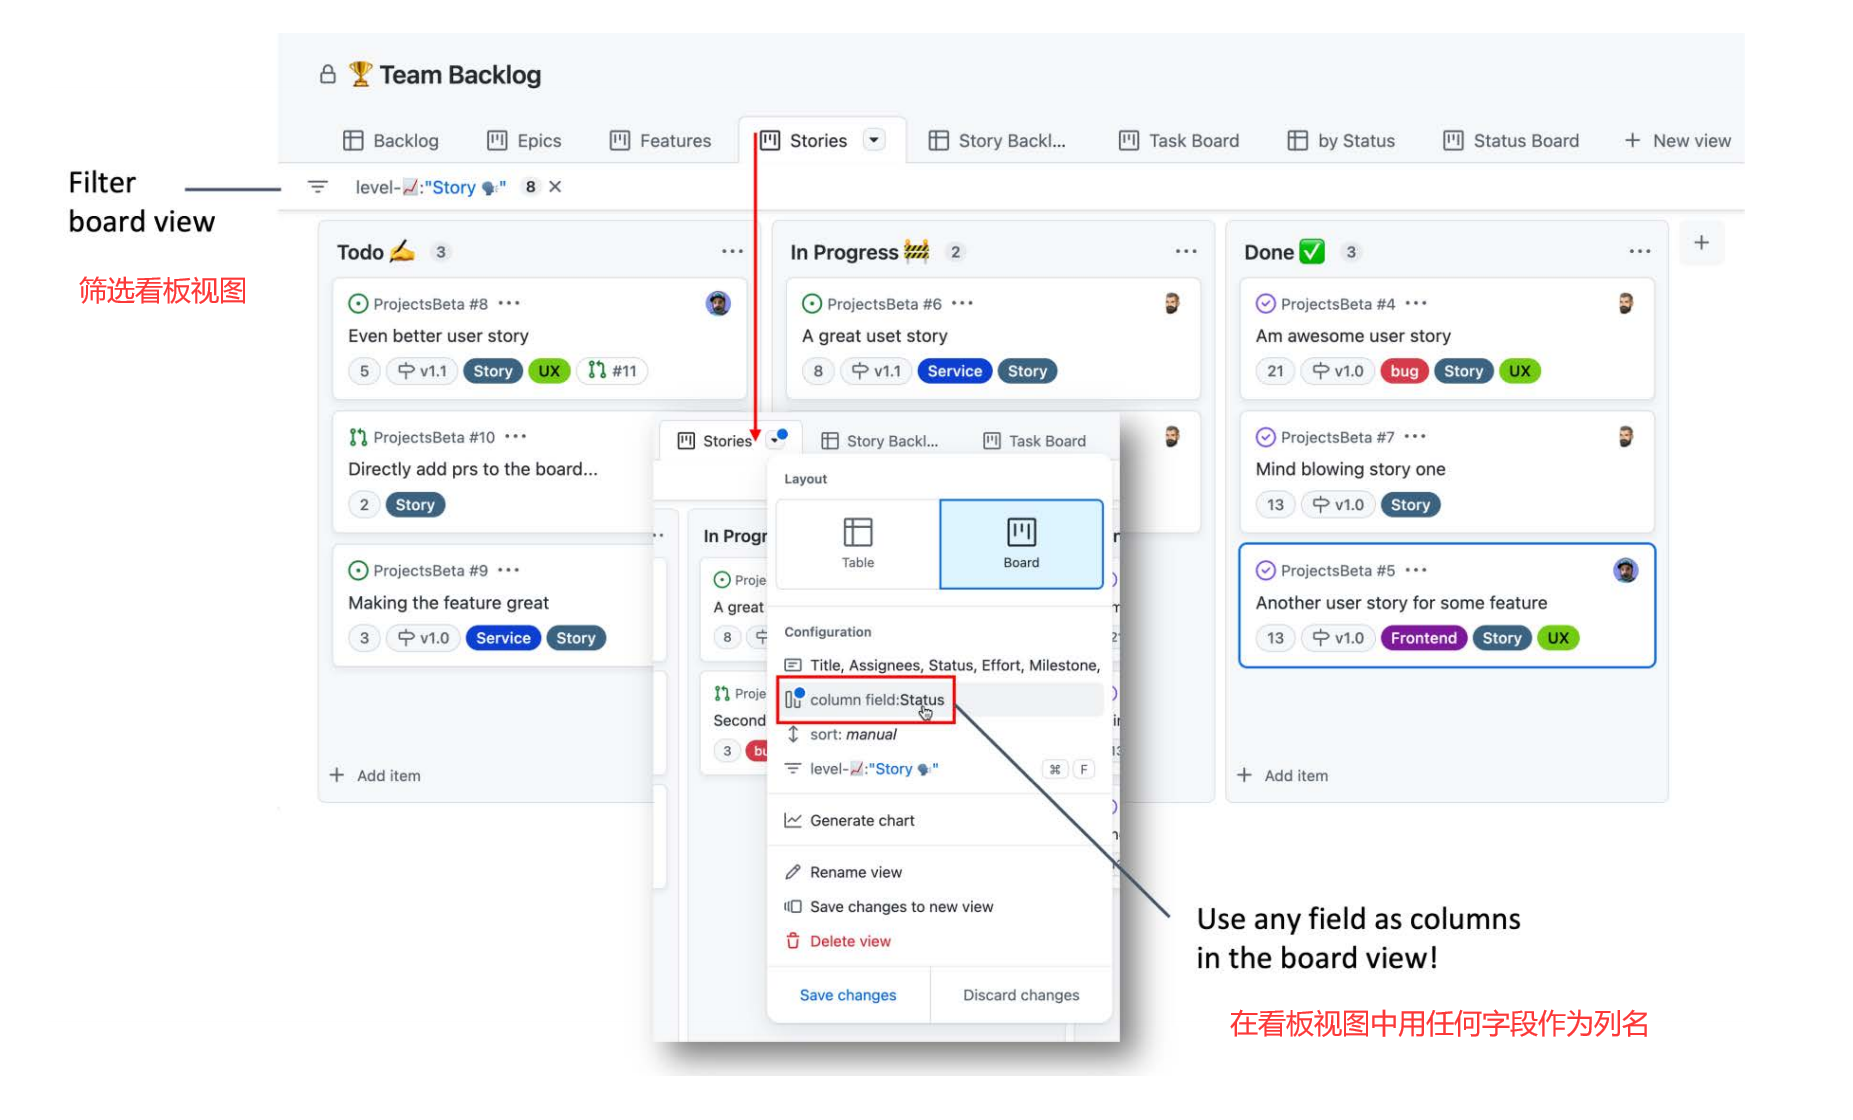 Team Backlog
Backlog
Epics
Features
Stories
Story Backl...
Task Board
by Status
Status Board
New view
Filter
board view
筛选看板视图
level-:"Story " 8
Todo 3
ProjectsBeta #8
Even better user story
5 v1.1 Story UX #11
ProjectsBeta #10
Directly add prs to the board...
2 Story
ProjectsBeta #9
Making the feature great
3 v1.0 Service Story
Add item
In Progress 2
ProjectsBeta #6
A great uset story
8 v1.1 Service Story
Done 3
ProjectsBeta #4
Am awesome user story
21 v1.0 bug Story UX
ProjectsBeta #7
Mind blowing story one
13 v1.0 Story
ProjectsBeta #5
Another user story for some feature
13 v1.0 Frontend Story UX
Add item
Stories
Story Backl...
Task Board
In Progr
Proje
A great
8
Proje
Second
3
Layout
Table
Board
Configuration
Title, Assignees, Status, Effort, Milestone,
column field:Status
sort: manual
level-:"Story " ⌘ F
Generate chart
Rename view
Save changes to new view
Delete view
Save changes
Discard changes
Use any field as columns
in the board view!
在看板视图中用任何字段作为列名